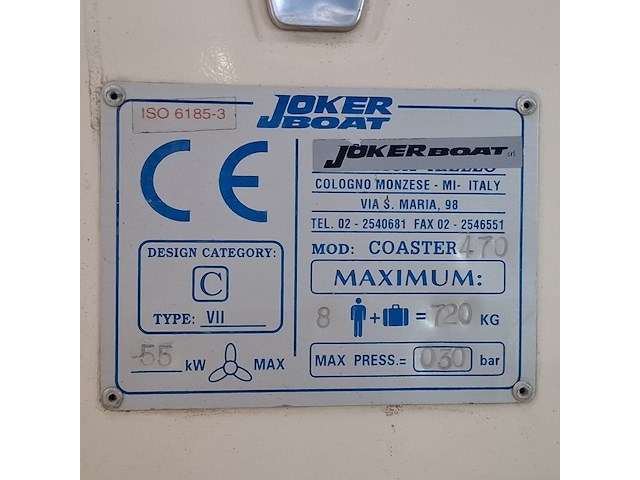 ISO 6185-3
JOKER
BOAT
CE
JOKER BOAT srl
COLOGNO MONZESE - MI- ITALY
VIA S. MARIA, 98
TEL. 02 - 2540681 FAX 02 - 2546551
MOD: COASTER 470
DESIGN CATEGORY:
C
TYPE: VII
55 kW MAX
MAXIMUM:
8 + = 720 KG
MAX PRESS.= 030 bar